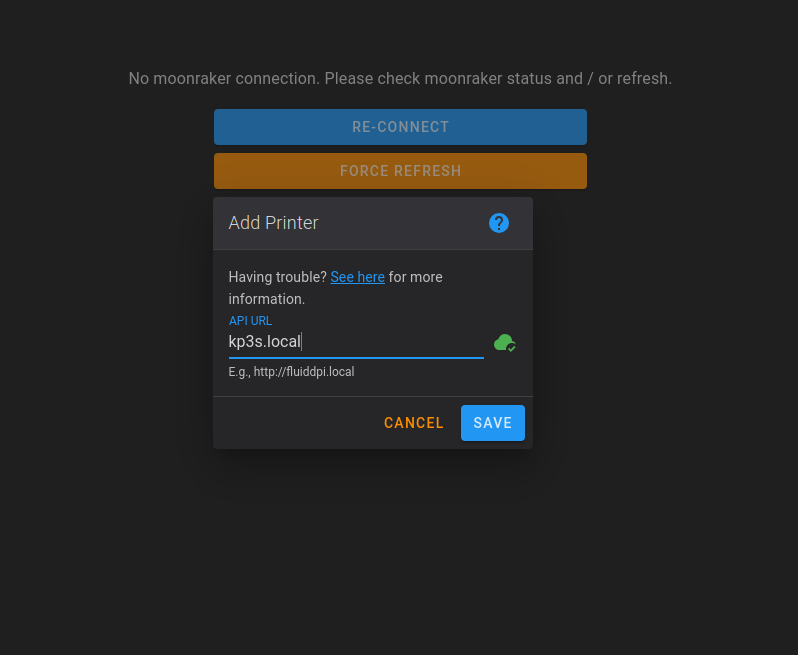 No moonraker connection. Please check moonraker status and / or refresh.
RE-CONNECT
FORCE REFRESH
Add Printer
Having trouble? See here for more
information.
API URL
kp3s.local
E.g., http://fluiddpi.local
CANCEL SAVE